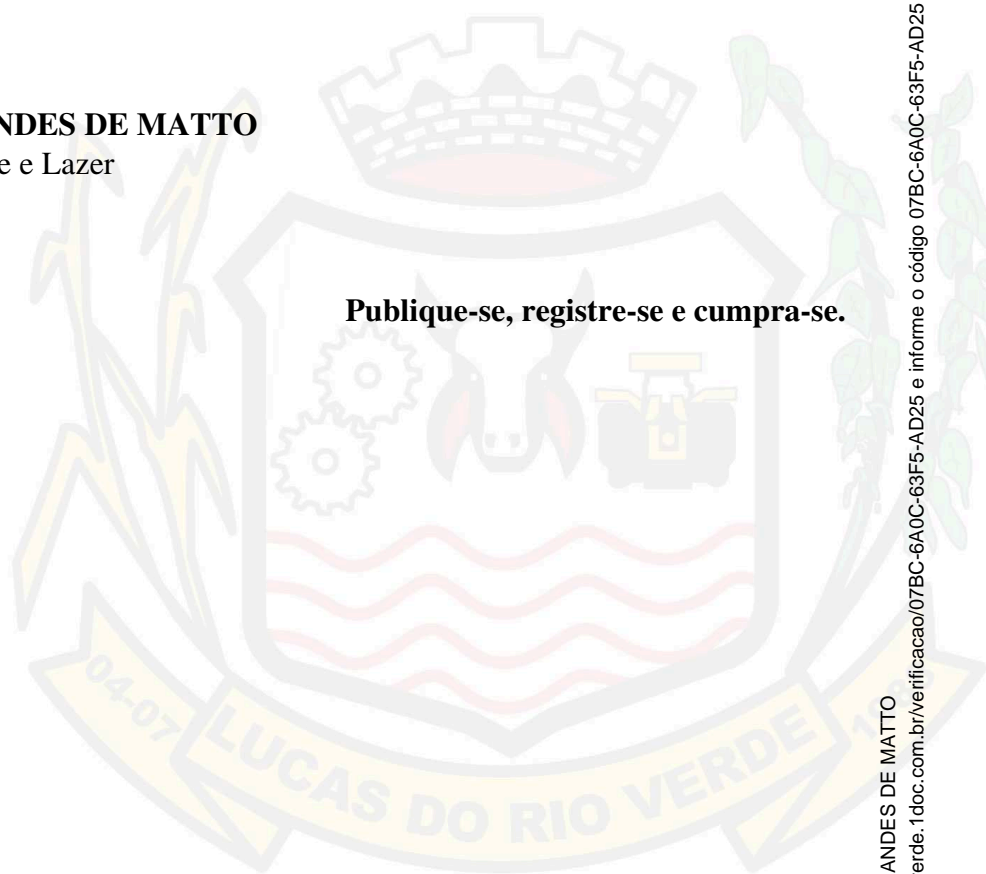 NDES DE MATTO
e e Lazer
Publique-se, registre-se e cumpra-se.
04-07
LUCAS DO RIO VERDE
ANDES DE MATTO
erde.1doc.com.br/verificacao/07BC-6A0C-63F5-AD25 e informe o código 07BC-6A0C-63F5-AD25